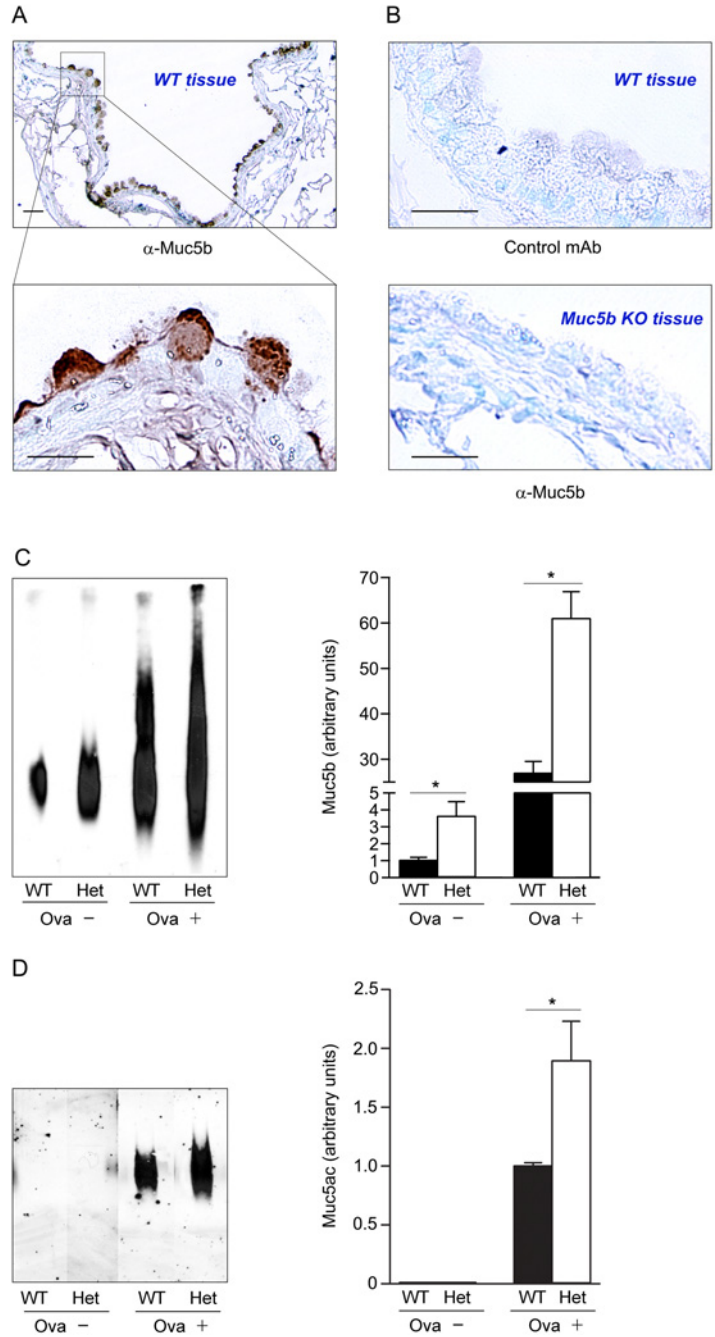 A
WT tissue
α-Muc5b
B
WT tissue
Control mAb
Muc5b KO tissue
α-Muc5b
C
WT Het WT Het
Ova − Ova +
Muc5b (arbitrary units)
70
60
50
40
30
5
4
3
2
1
0
*
*
WT Het WT Het
Ova − Ova +
D
WT Het WT Het
Ova − Ova +
Muc5ac (arbitrary units)
2.5
2.0
1.5
1.0
0.5
0
*
WT Het WT Het
Ova − Ova +